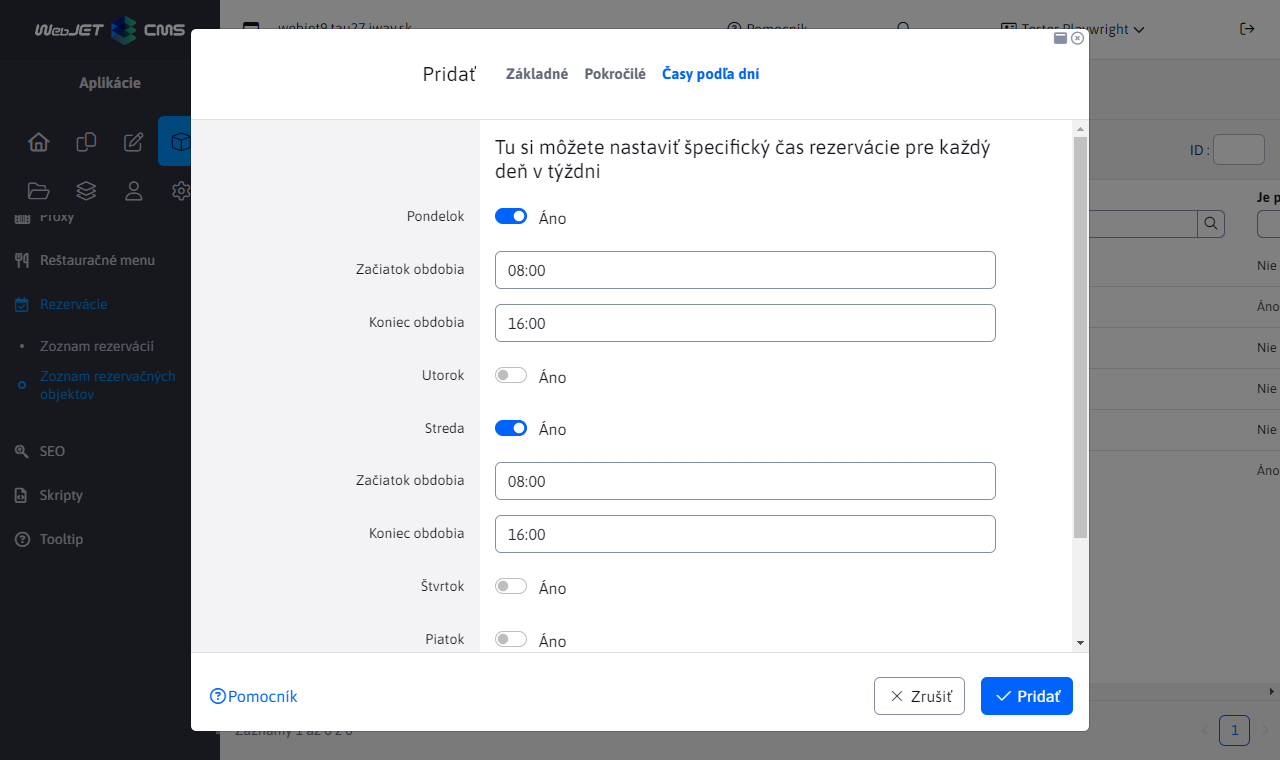 WebJET CMS
webjet9.tau27.iway.sk
Pomocník
Tester Playwright
Aplikácie
Proxy
Reštauračné menu
Rezervácie
Zoznam rezervácií
Zoznam rezervačných
objektov
SEO
Skripty
Tooltip
Pridať
Základné
Pokročilé
Časy podľa dní
Tu si môžete nastaviť špecifický čas rezervácie pre každý
deň v týždni
Pondelok
Áno
Začiatok obdobia
08:00
Koniec obdobia
16:00
Utorok
Áno
Streda
Áno
Začiatok obdobia
08:00
Koniec obdobia
16:00
Štvrtok
Áno
Piatok
Áno
Pomocník
Zrušiť
Pridať
ID :
Je p
Nie
Áno
Nie
Nie
Nie
Áno
Záznamy 1 až 6 z 6
1